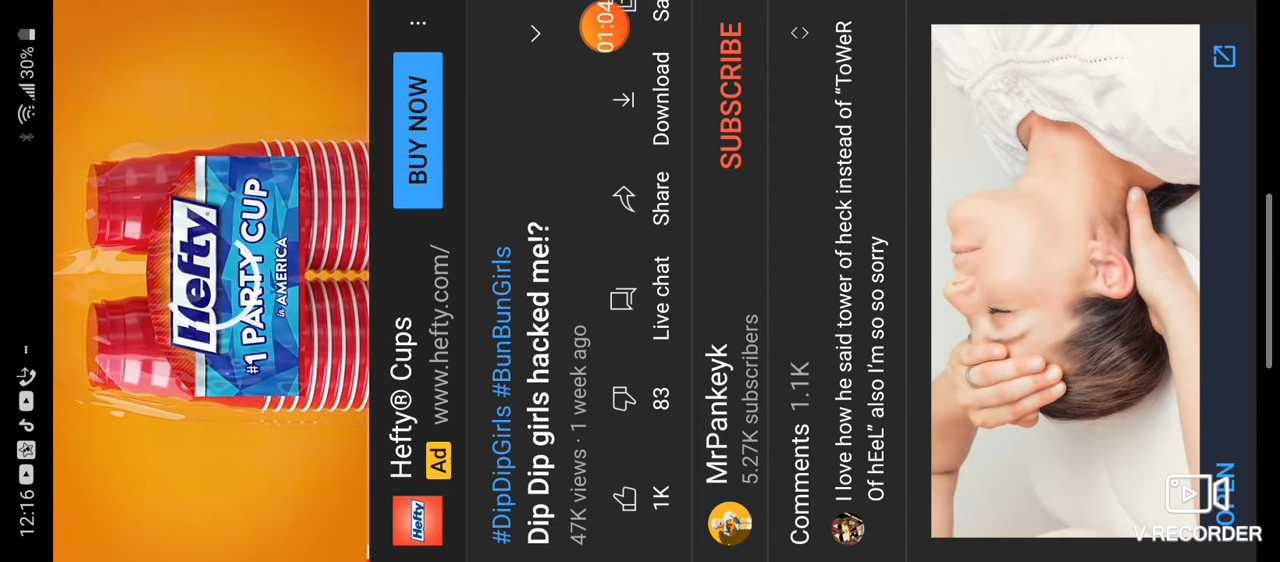 12:16
30%
Hefty
#1 PARTY CUP
in AMERICA
Hefty
Hefty® Cups
Ad
www.hefty.com/
BUY NOW
#DipDipGirls #BunBunGirls
Dip Dip girls hacked me!?
47K views · 1 week ago
1K
83
Live chat
Share
Download
Sa
01:04
MrPankeyk
5.27K subscribers
SUBSCRIBE
Comments 1.1K
I love how he said tower of heck instead of “ToWeR
Of hEeL” also I’m so so sorry
V RECORDER